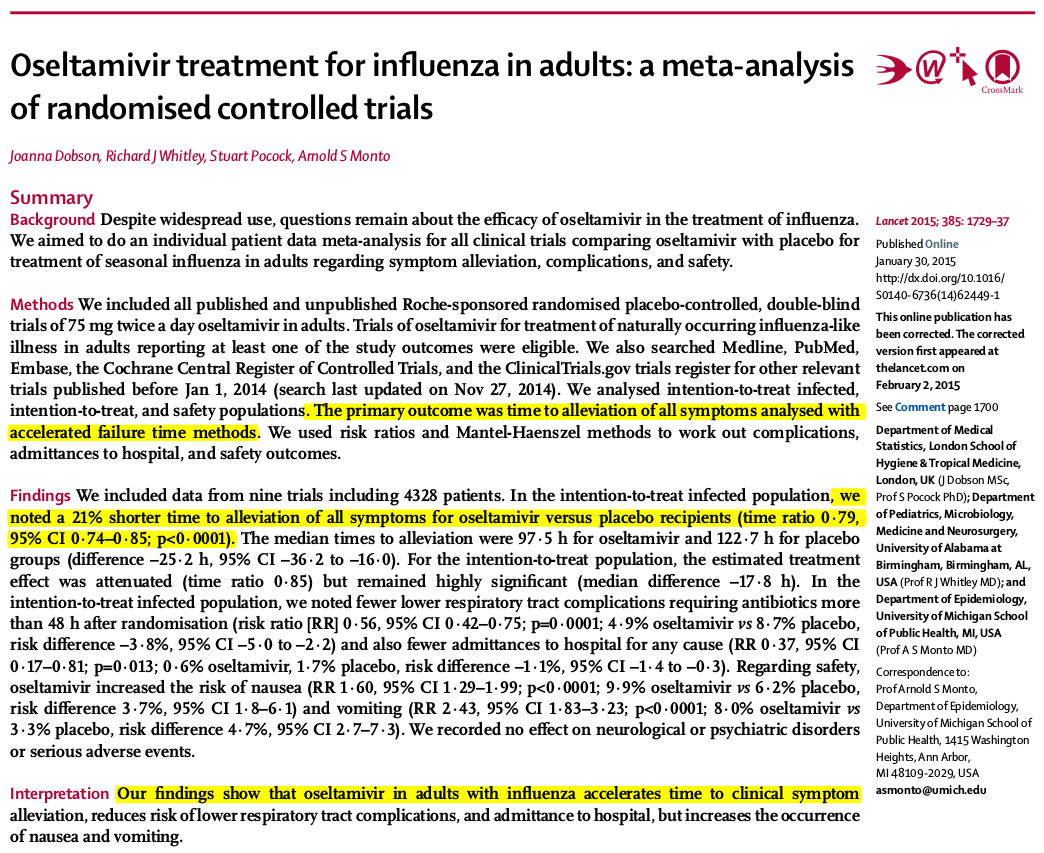 Oseltamivir treatment for influenza in adults: a meta-analysis
of randomised controlled trials
CrossMark
Joanna Dobson, Richard J Whitley, Stuart Pocock, Arnold S Monto
Summary
Background Despite widespread use, questions remain about the efficacy of oseltamivir in the treatment of influenza.
We aimed to do an individual patient data meta-analysis for all clinical trials comparing oseltamivir with placebo for
treatment of seasonal influenza in adults regarding symptom alleviation, complications, and safety.
Methods We included all published and unpublished Roche-sponsored randomised placebo-controlled, double-blind
trials of 75 mg twice a day oseltamivir in adults. Trials of oseltamivir for treatment of naturally occurring influenza-like
illness in adults reporting at least one of the study outcomes were eligible. We also searched Medline, PubMed,
Embase, the Cochrane Central Register of Controlled Trials, and the ClinicalTrials.gov trials register for other relevant
trials published before Jan 1, 2014 (search last updated on Nov 27, 2014). We analysed intention-to-treat infected,
intention-to-treat, and safety populations. The primary outcome was time to alleviation of all symptoms analysed with
accelerated failure time methods. We used risk ratios and Mantel-Haenszel methods to work out complications,
admittances to hospital, and safety outcomes.
Findings We included data from nine trials including 4328 patients. In the intention-to-treat infected population, we
noted a 21% shorter time to alleviation of all symptoms for oseltamivir versus placebo recipients (time ratio 0·79,
95% CI 0·74–0·85; p<0·0001). The median times to alleviation were 97·5 h for oseltamivir and 122·7 h for placebo
groups (difference –25·2 h, 95% CI –36·2 to –16·0). For the intention-to-treat population, the estimated treatment
effect was attenuated (time ratio 0·85) but remained highly significant (median difference –17·8 h). In the
intention-to-treat infected population, we noted fewer lower respiratory tract complications requiring antibiotics more
than 48 h after randomisation (risk ratio [RR] 0·56, 95% CI 0·42–0·75; p=0·0001; 4·9% oseltamivir vs 8·7% placebo,
risk difference –3·8%, 95% CI –5·0 to –2·2) and also fewer admittances to hospital for any cause (RR 0·37, 95% CI
0·17–0·81; p=0·013; 0·6% oseltamivir, 1·7% placebo, risk difference –1·1%, 95% CI –1·4 to –0·3). Regarding safety,
oseltamivir increased the risk of nausea (RR 1·60, 95% CI 1·29–1·99; p<0·0001; 9·9% oseltamivir vs 6·2% placebo,
risk difference 3·7%, 95% CI 1·8–6·1) and vomiting (RR 2·43, 95% CI 1·83–3·23; p<0·0001; 8·0% oseltamivir vs
3·3% placebo, risk difference 4·7%, 95% CI 2·7–7·3). We recorded no effect on neurological or psychiatric disorders
or serious adverse events.
Interpretation Our findings show that oseltamivir in adults with influenza accelerates time to clinical symptom
alleviation, reduces risk of lower respiratory tract complications, and admittance to hospital, but increases the occurrence
of nausea and vomiting.
Lancet 2015; 385: 1729–37
Published Online
January 30, 2015
http://dx.doi.org/10.1016/
S0140-6736(14)62449-1
This online publication has
been corrected. The corrected
version first appeared at
thelancet.com on
February 2, 2015
See Comment page 1700
Department of Medical
Statistics, London School of
Hygiene & Tropical Medicine,
London, UK (J Dobson MSc,
Prof S Pocock PhD); Department
of Pediatrics, Microbiology,
Medicine and Neurosurgery,
University of Alabama at
Birmingham, Birmingham, AL,
USA (Prof R J Whitley MD); and
Department of Epidemiology,
University of Michigan School
of Public Health, MI, USA
(Prof A S Monto MD)
Correspondence to:
Prof Arnold S Monto,
Department of Epidemiology,
University of Michigan School of
Public Health, 1415 Washington
Heights, Ann Arbor,
MI 48109-2029, USA
asmonto@umich.edu